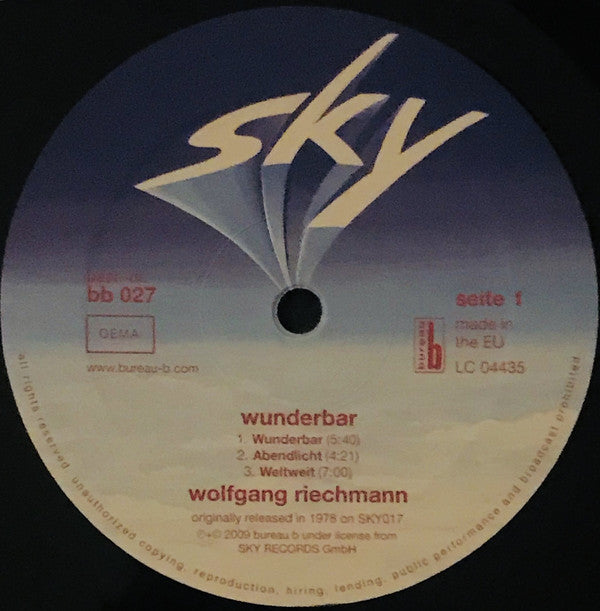 sky
bb 027
GEMA
www.bureau-b.com
seite 1
bureau b
made in
the EU
LC 04435
wunderbar
1. Wunderbar (5:40)
2. Abendlicht (4:21)
3. Weltweit (7:00)
wolfgang riechmann
originally released in 1978 on SKY017
℗+© 2009 bureau b under license from
SKY RECORDS GmbH
all rights reserved. unauthorized copying, reproduction, hiring, lending, public performance and broadcast prohibited